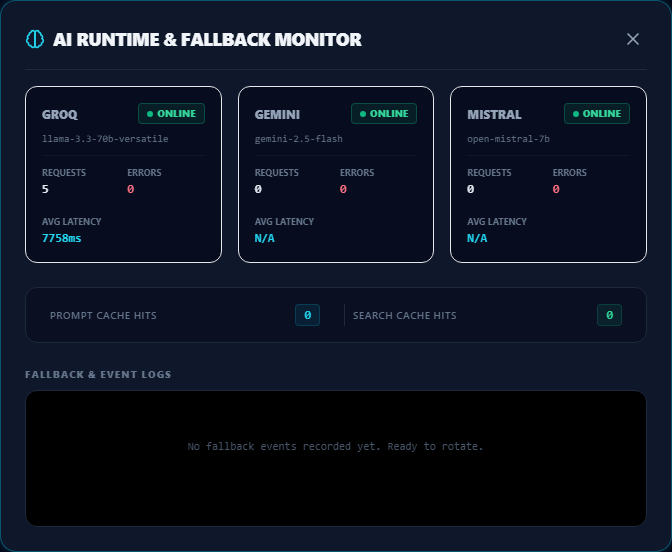 AI RUNTIME & FALLBACK MONITOR
GROQ
ONLINE
llama-3.3-70b-versatile
REQUESTS ERRORS
5 0
AVG LATENCY
7758ms
GEMINI
ONLINE
gemini-2.5-flash
REQUESTS ERRORS
0 0
AVG LATENCY
N/A
MISTRAL
ONLINE
open-mistral-7b
REQUESTS ERRORS
0 0
AVG LATENCY
N/A
PROMPT CACHE HITS 0
SEARCH CACHE HITS 0
FALLBACK & EVENT LOGS
No fallback events recorded yet. Ready to rotate.